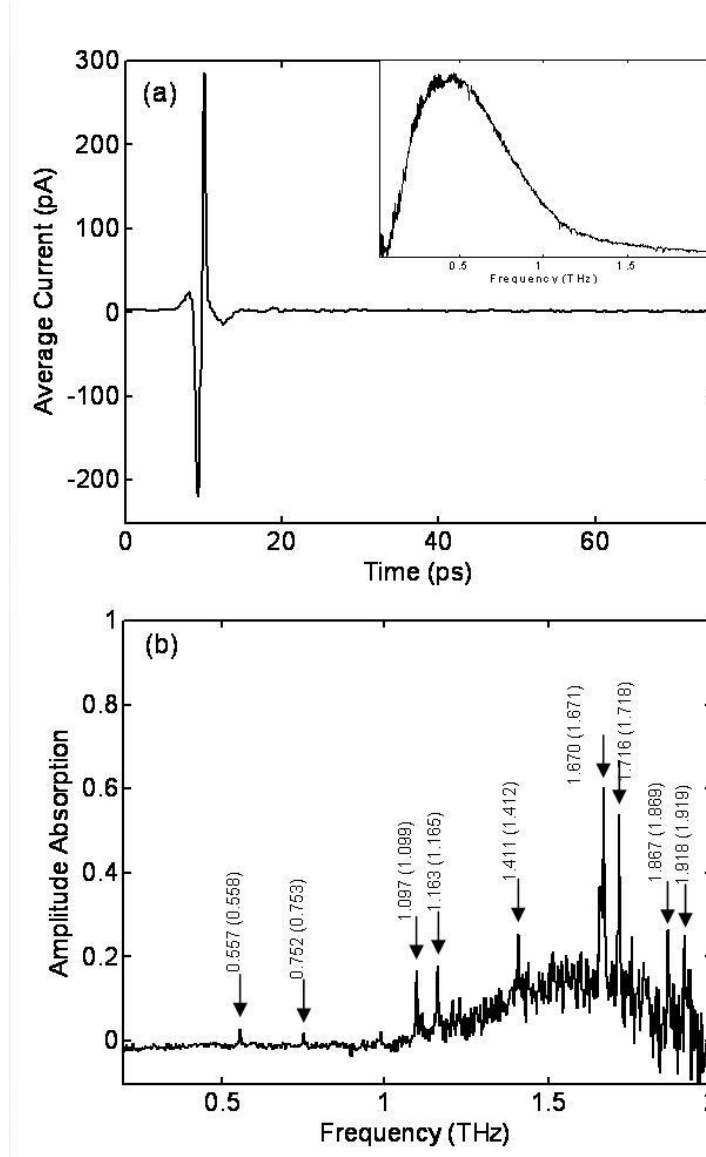 300
(a)
200
100
0
-100
-200
Average Current (pA)
0.5 1 1.5
Frequency (THz)
0 20 40 60
Time (ps)
1
(b)
0.8
0.6
0.4
0.2
0
Amplitude Absorption
0.557 (0.558)
0.752 (0.753)
1.097 (1.099)
1.163 (1.165)
1.411 (1.412)
1.670 (1.671)
1.716 (1.718)
1.867 (1.869)
1.918 (1.919)
0.5 1 1.5 2
Frequency (THz)